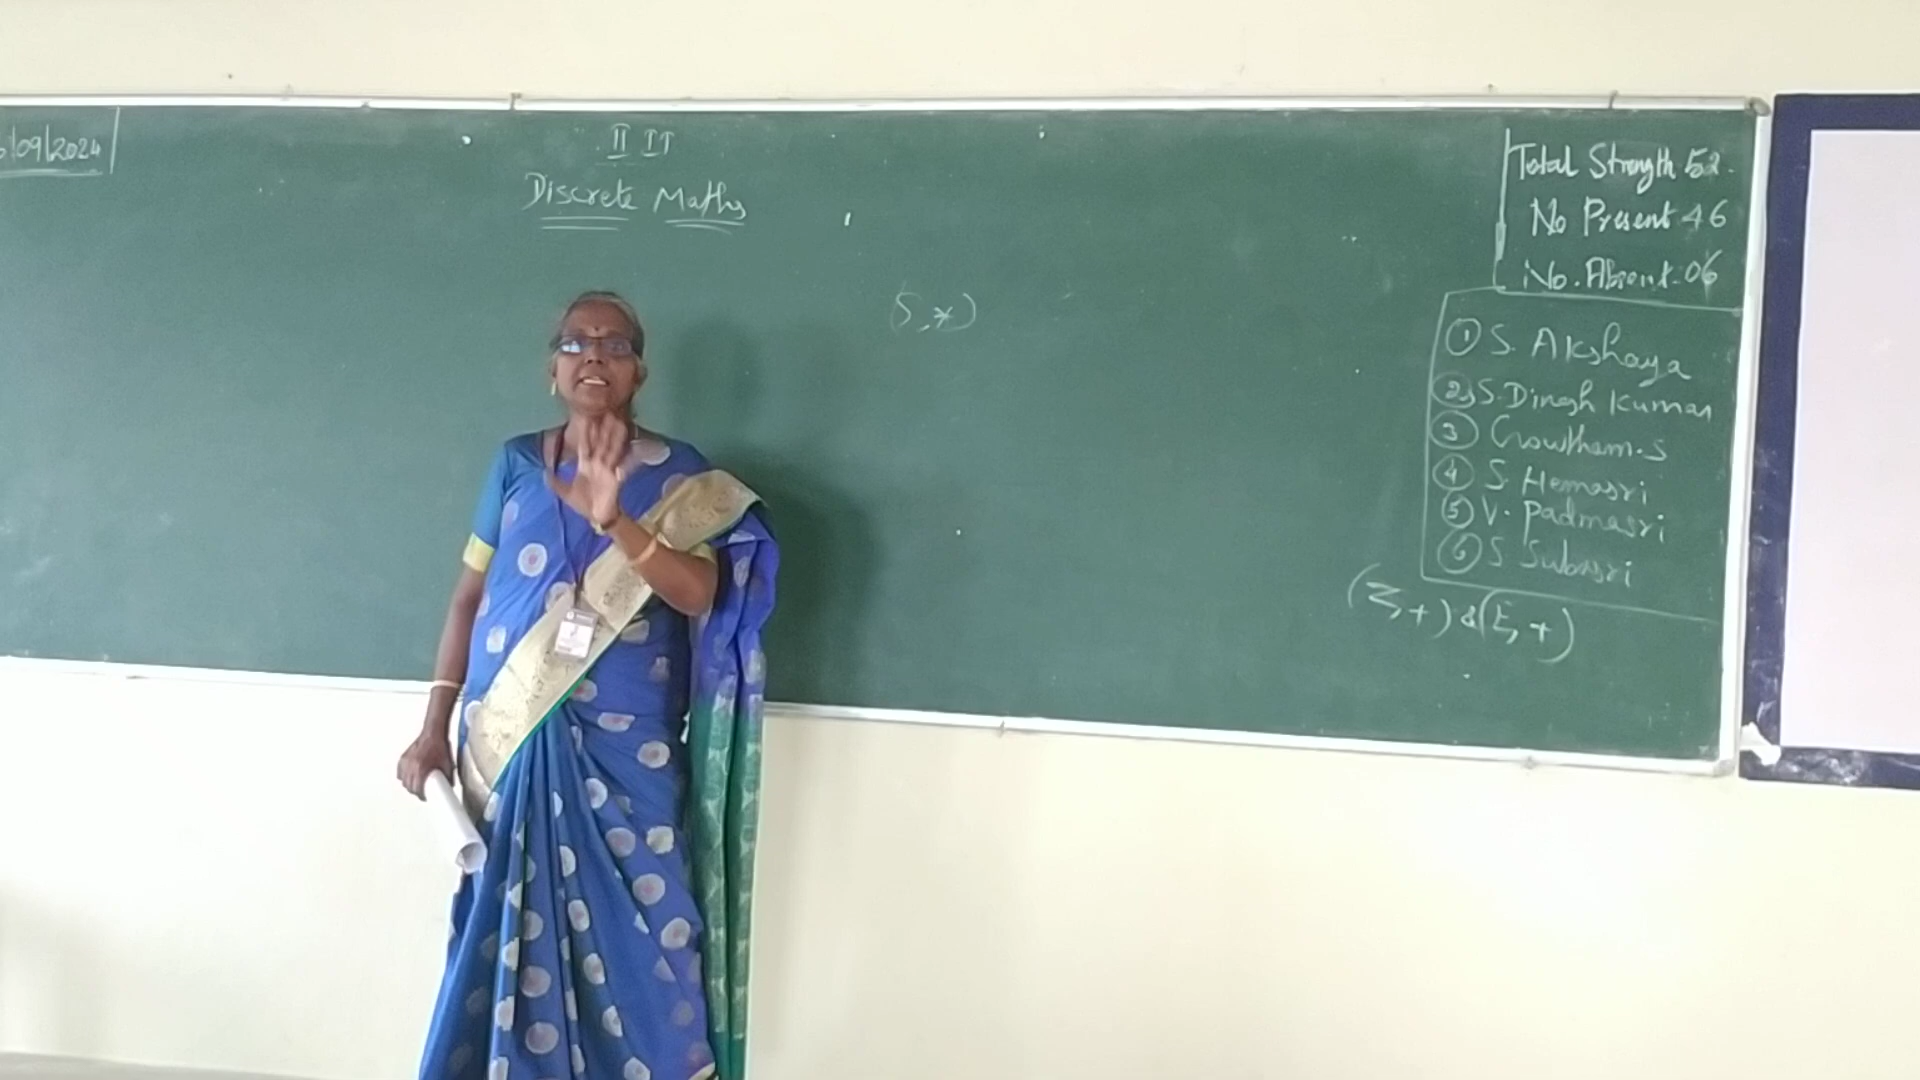 /09/2024
II IT
Discrete Maths
(S, *)
Total Strength 52.
No Present 46
No. Absent. 06
① S. Akshaya
② S. Dinesh Kumar
③ Gowtham.S
④ S. Hemasri
⑤ V. Padmasri
⑥ S Subasri
(Z, +) & (E, +)